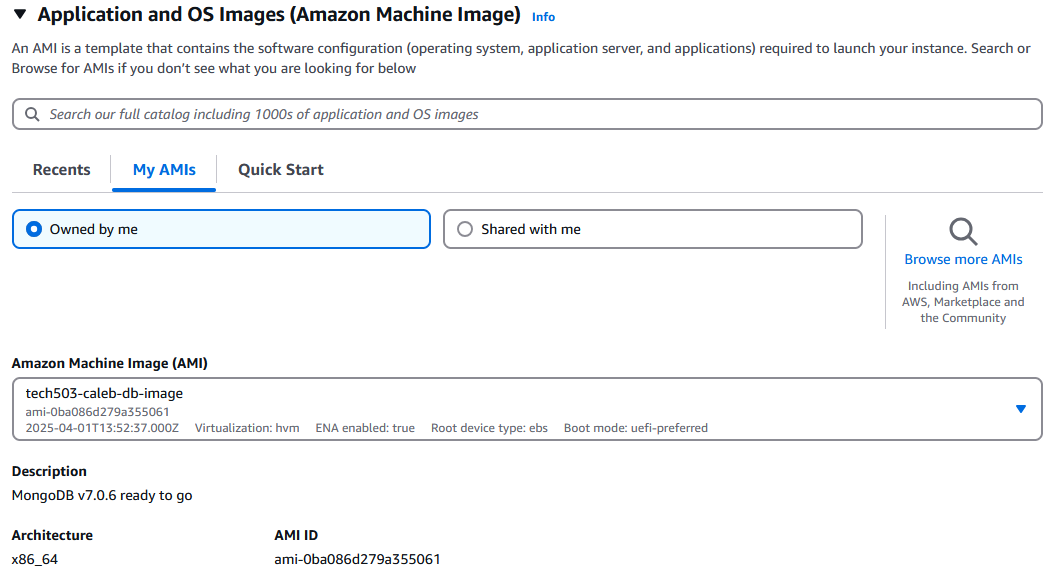 Application and OS Images (Amazon Machine Image) Info
An AMI is a template that contains the software configuration (operating system, application server, and applications) required to launch your instance. Search or
Browse for AMIs if you don’t see what you are looking for below
Search our full catalog including 1000s of application and OS images
Recents My AMIs Quick Start
Owned by me Shared with me
Browse more AMIs
Including AMIs from
AWS, Marketplace and
the Community
Amazon Machine Image (AMI)
tech503-caleb-db-image
ami-0ba086d279a355061
2025-04-01T13:52:37.000Z Virtualization: hvm ENA enabled: true Root device type: ebs Boot mode: uefi-preferred
Description
MongoDB v7.0.6 ready to go
Architecture AMI ID
x86_64 ami-0ba086d279a355061